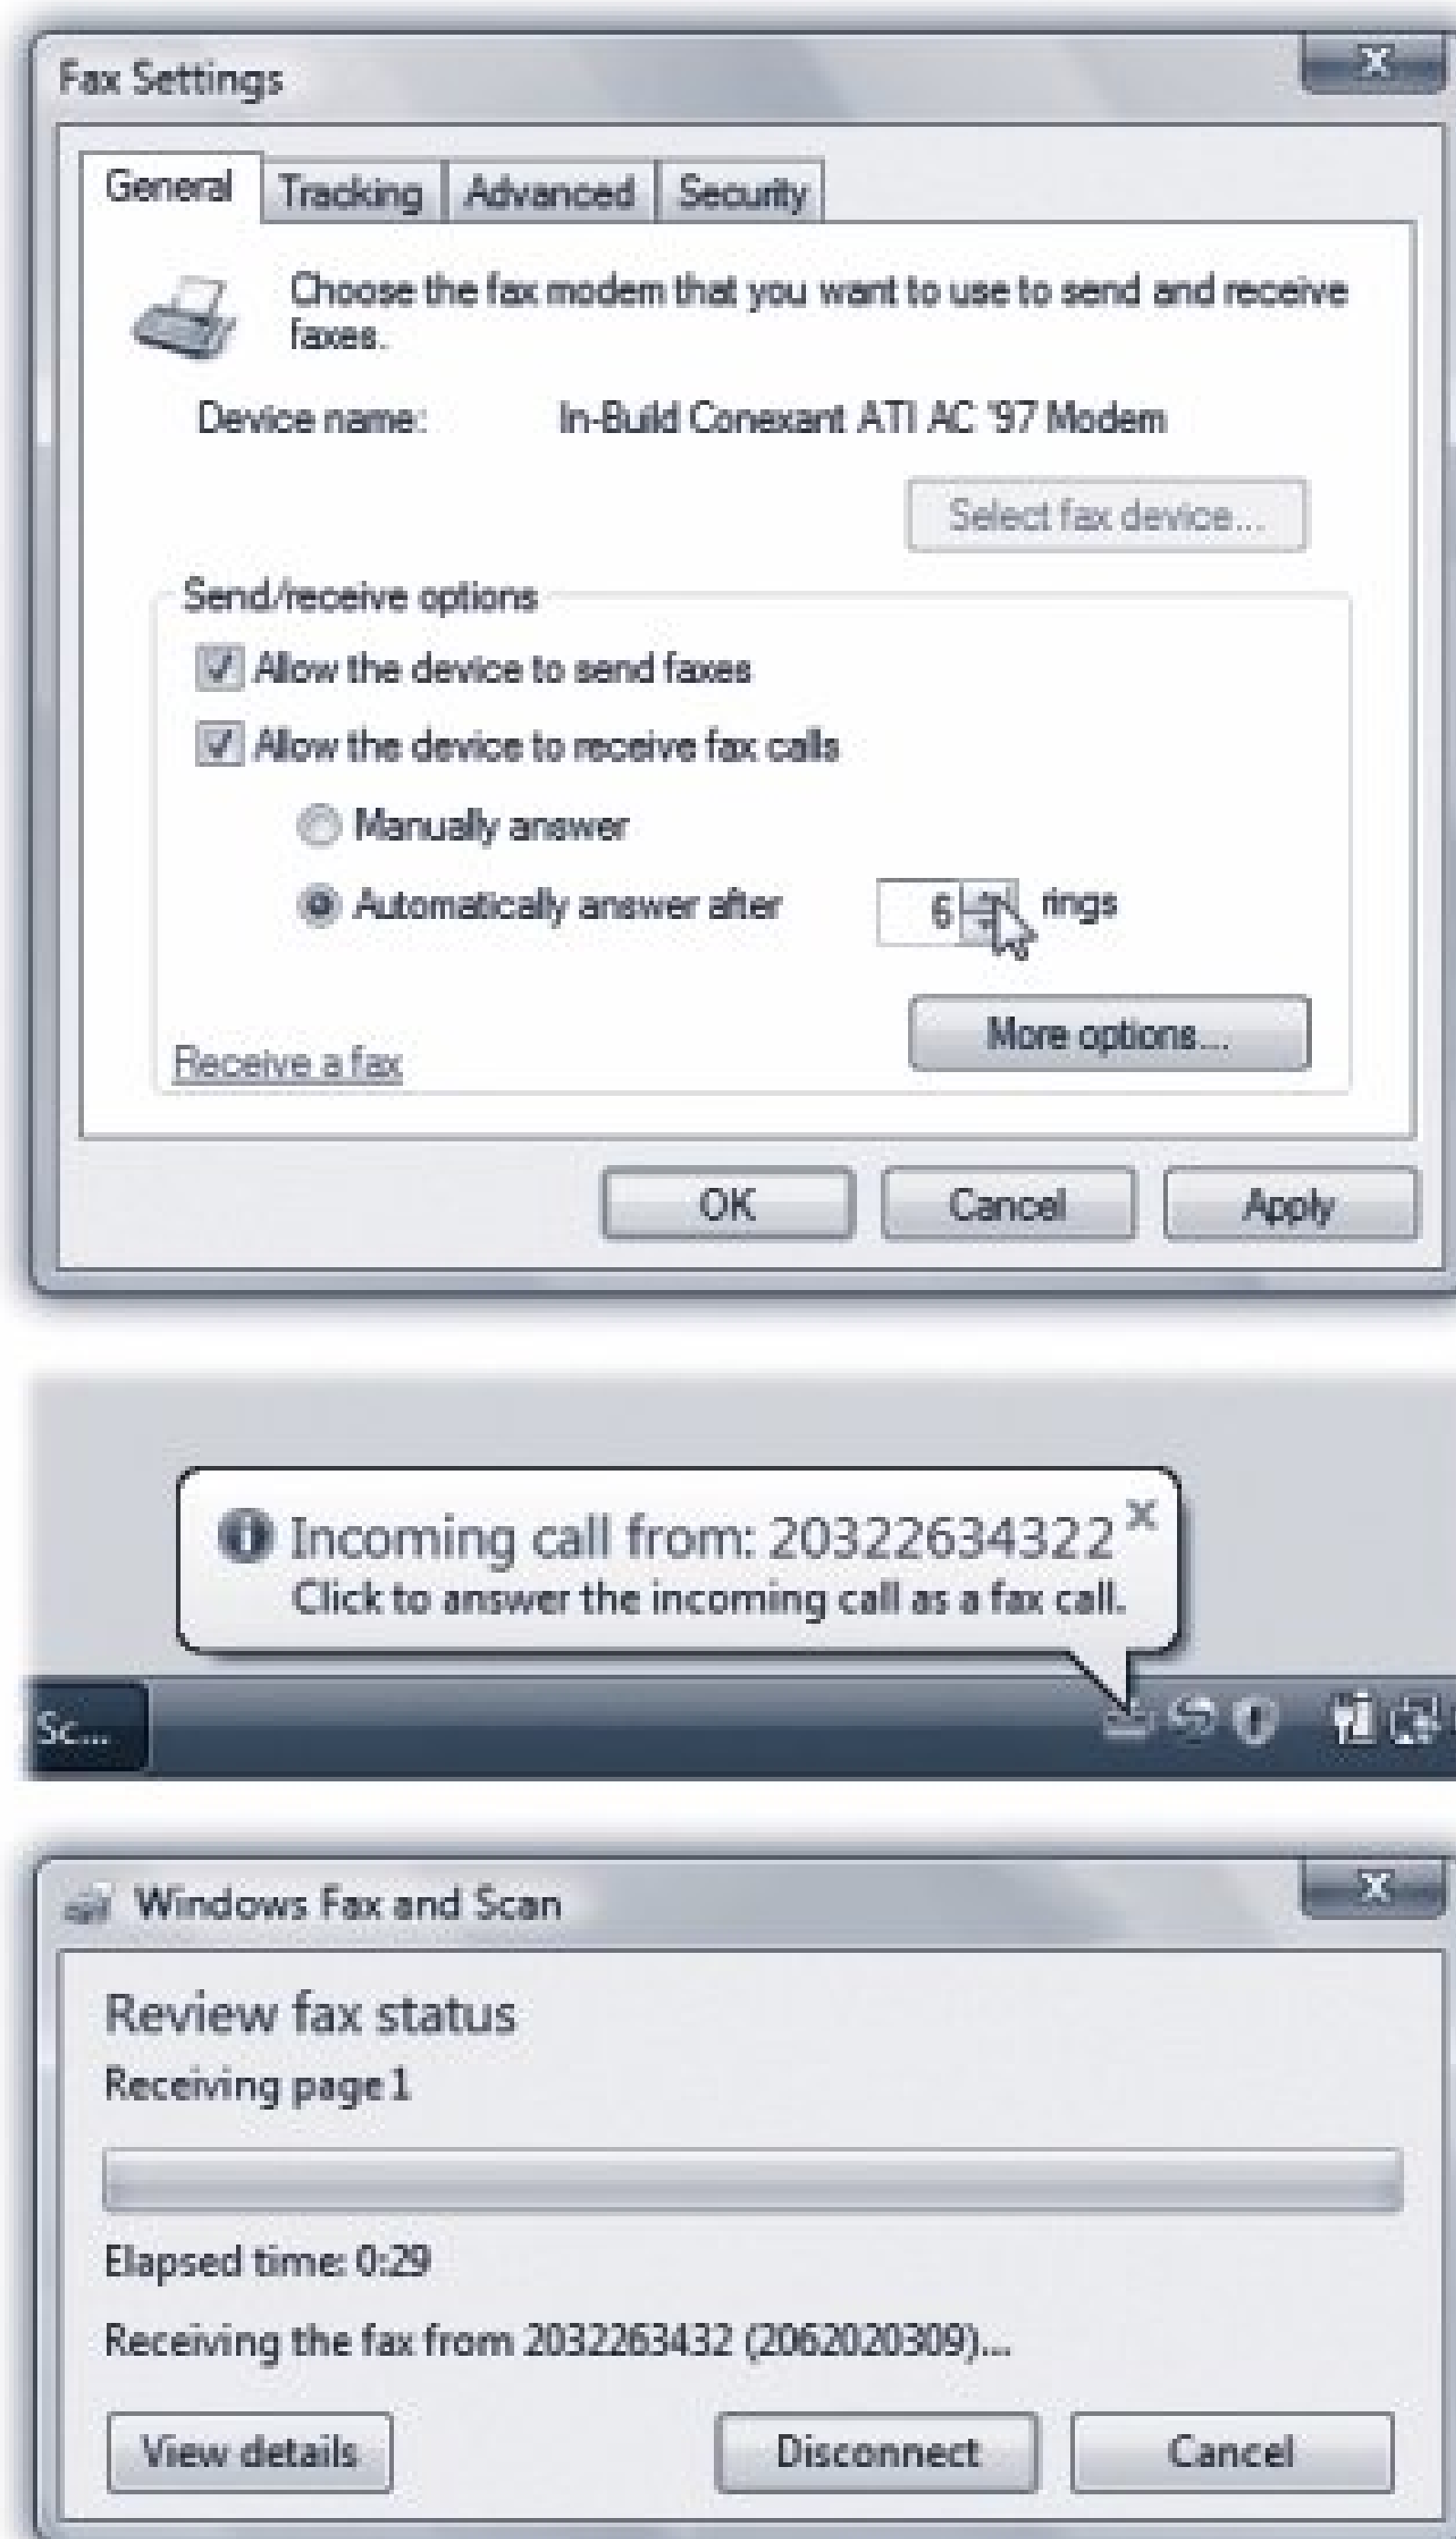 Fax Settings
General Tracking Advanced Security
Choose the fax modem that you want to use to send and receive
faxes.
Device name: In-Build Conexant ATI AC '97 Modem
Select fax device...
Send/receive options
Allow the device to send faxes
Allow the device to receive fax calls
Manually answer
Automatically answer after 6 rings
More options...
Receive a fax
OK Cancel Apply
Incoming call from: 20322634322
Click to answer the incoming call as a fax call.
Sc...
Windows Fax and Scan
Review fax status
Receiving page 1
Elapsed time: 0:29
Receiving the fax from 2032263432 (2062020309)...
View details Disconnect Cancel